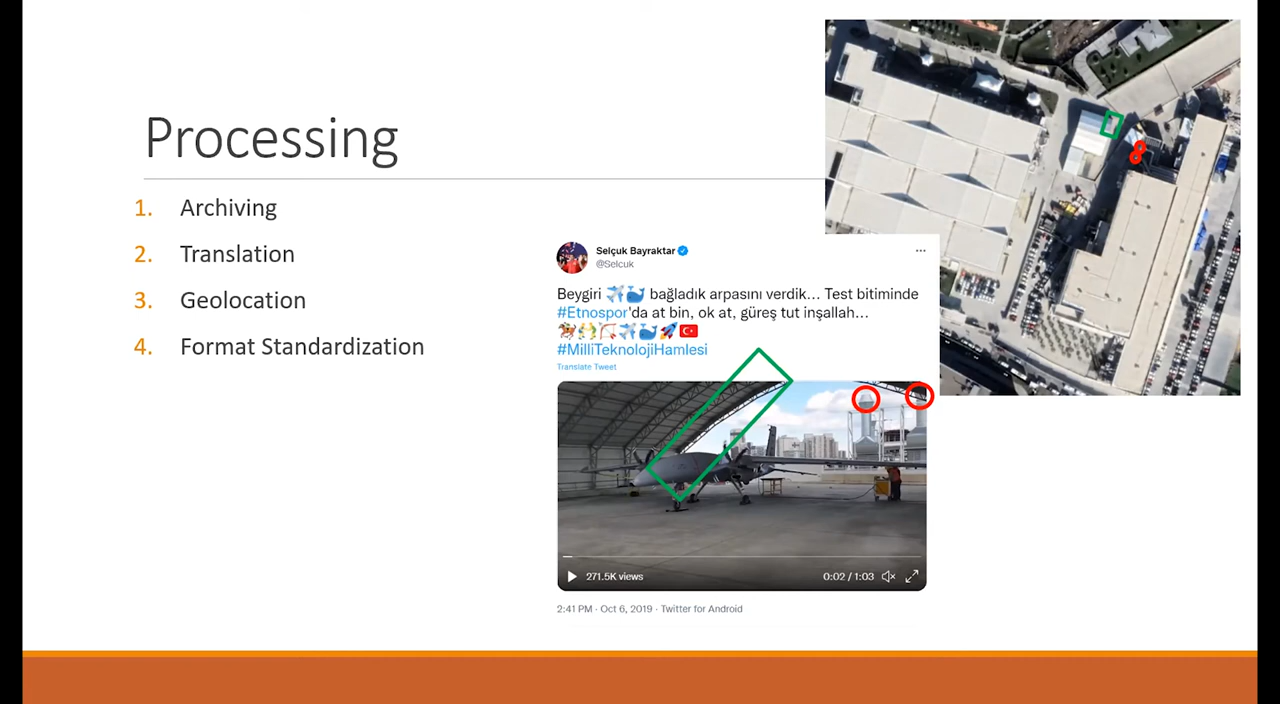 Processing
1. Archiving
2. Translation
3. Geolocation
4. Format Standardization
Selçuk Bayraktar
@Selcuk
Beygiri ✈️🐳 bağladık arpasını verdik... Test bitiminde
#Etnospor'da at bin, ok at, güreş tut inşallah...
🏇🤼🏹✈️🐳🚀🇹🇷
#MilliTeknolojiHamlesi
Translate Tweet
271.5K views
0:02 / 1:03
2:41 PM · Oct 6, 2019 · Twitter for Android